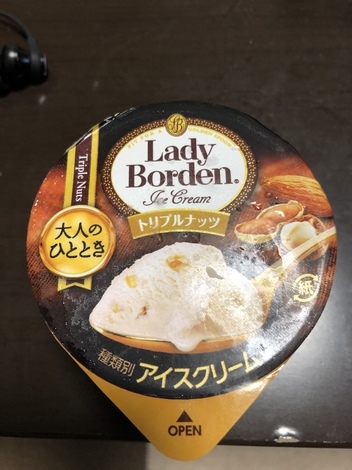 Lady
Borden®
Ice Cream
トリプルナッツ
Triple Nuts
大人の
ひととき
紙
種類別 アイスクリーム
OPEN